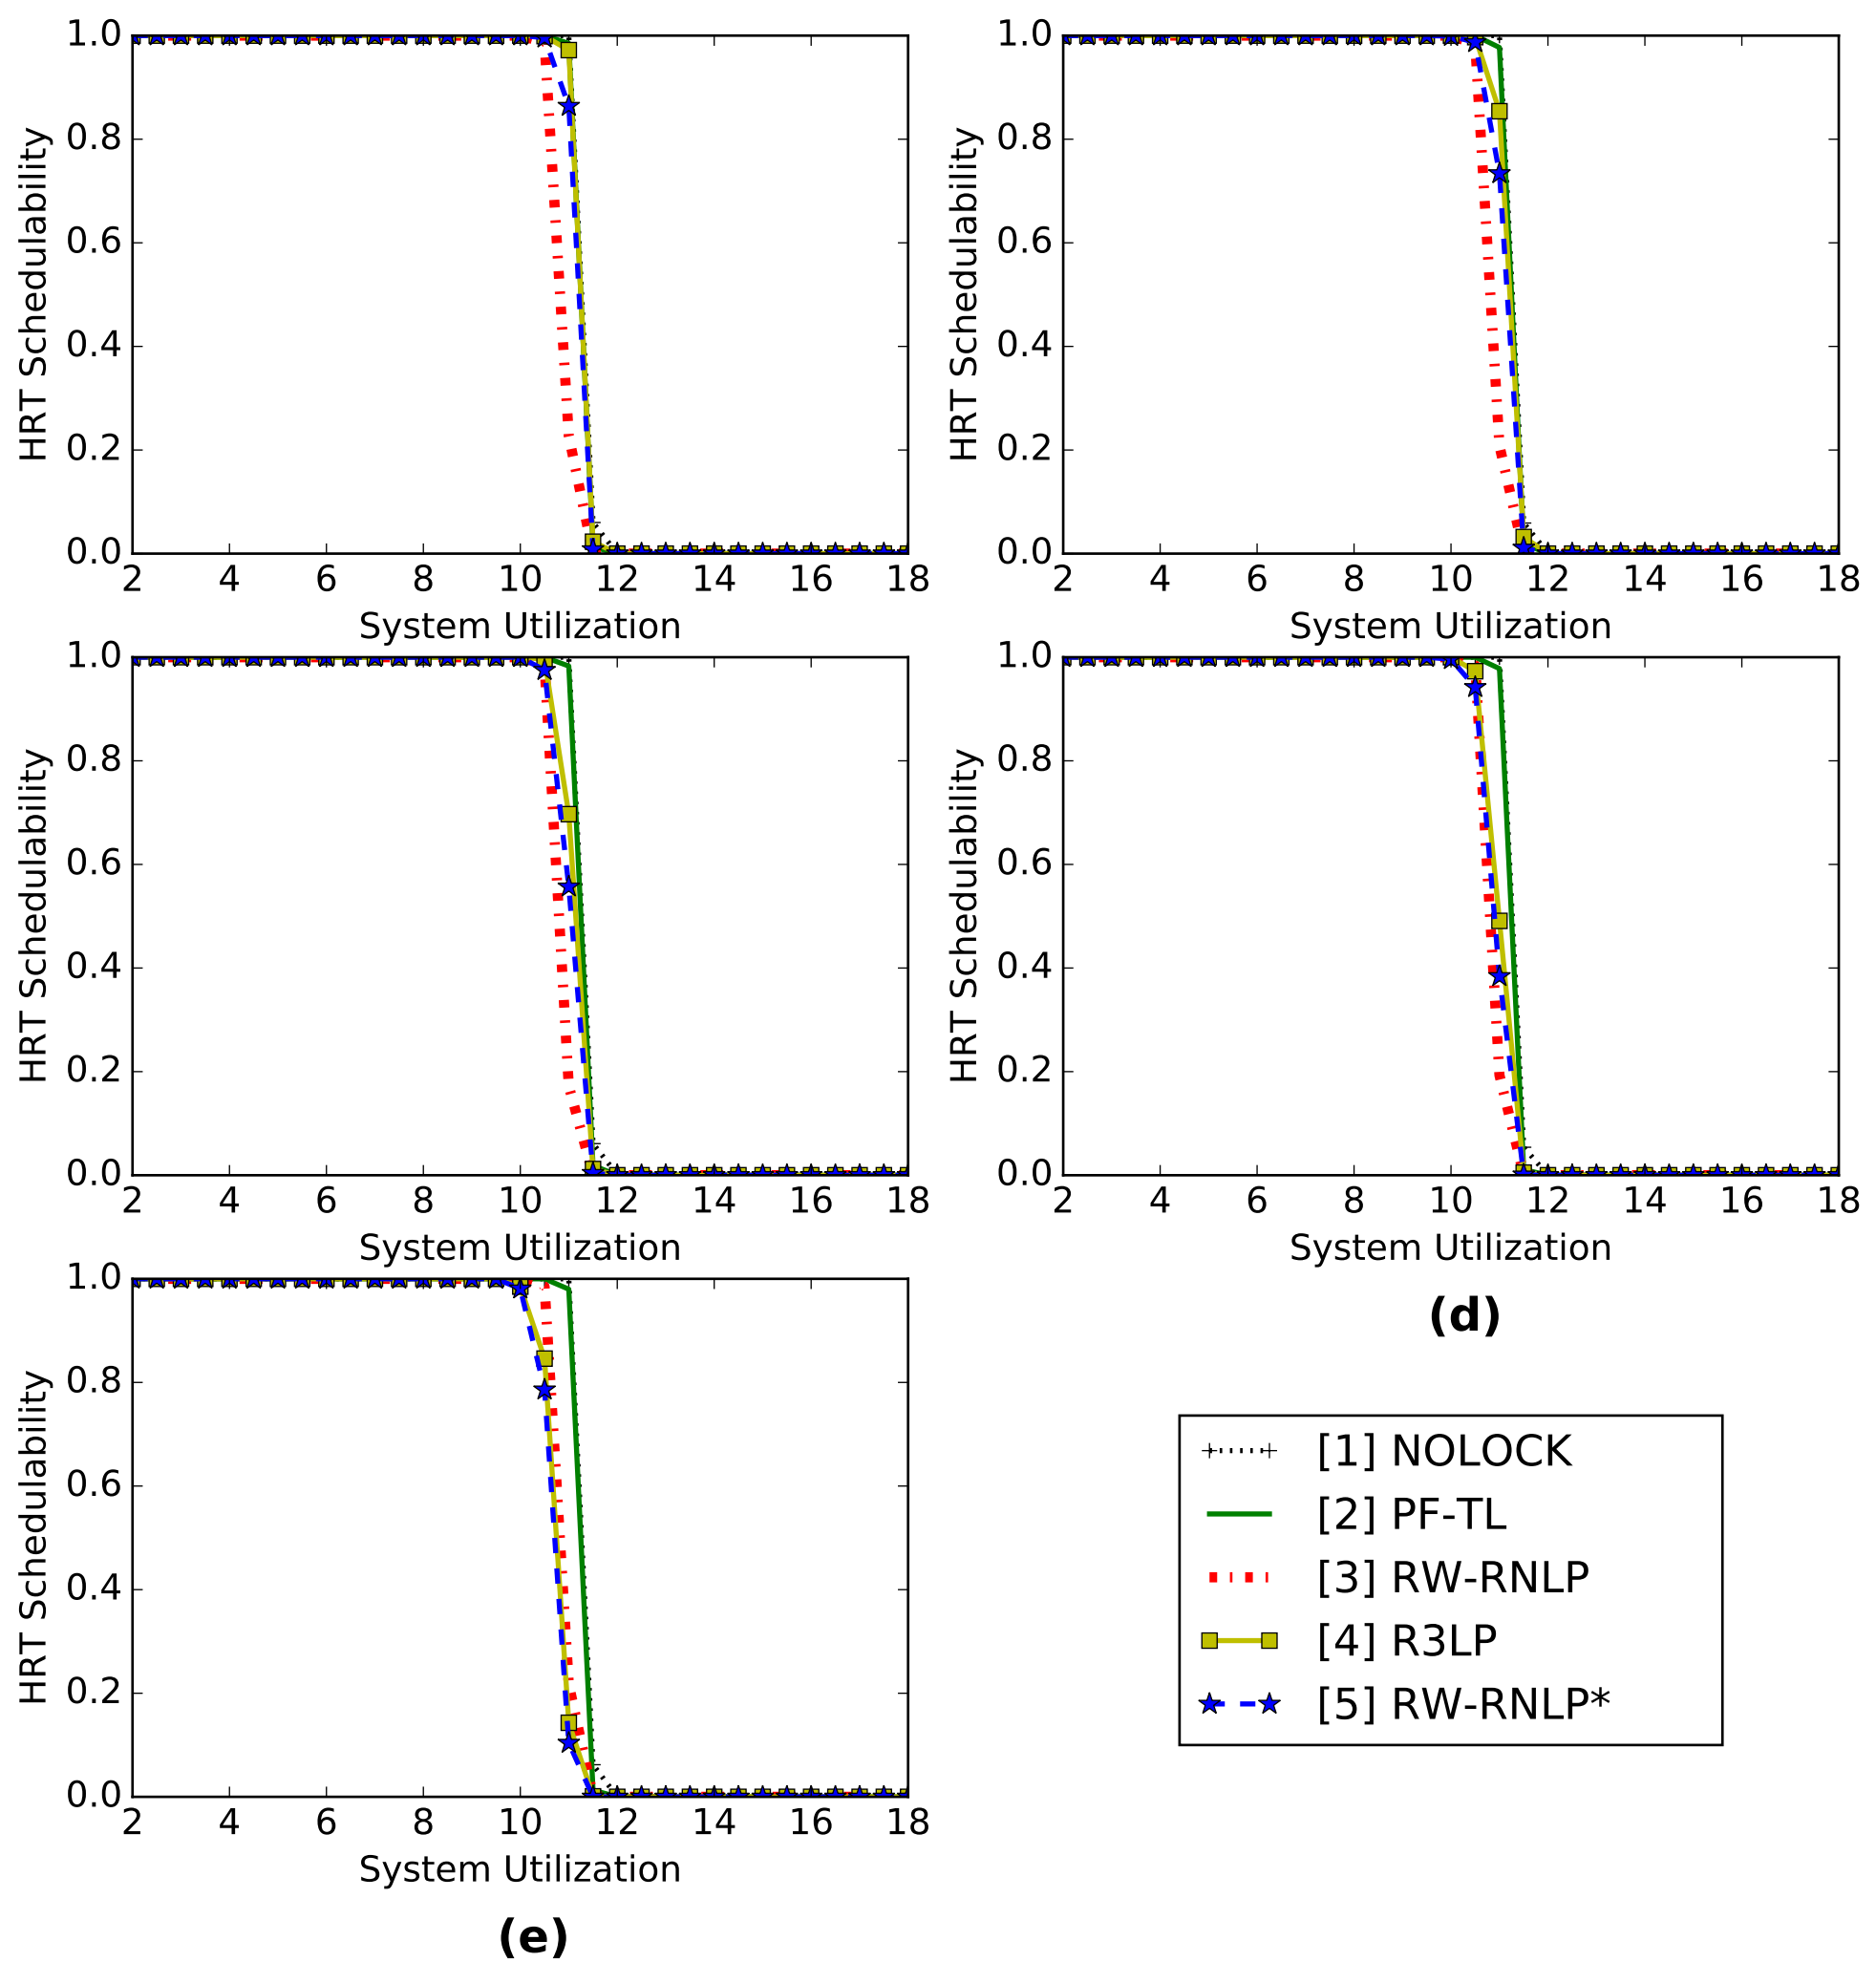 1.0
0.8
0.6
0.4
0.2
0.0
HRT Schedulability
2 4 6 8 10 12 14 16 18
System Utilization
1.0
0.8
0.6
0.4
0.2
0.0
HRT Schedulability
2 4 6 8 10 12 14 16 18
System Utilization
1.0
0.8
0.6
0.4
0.2
0.0
HRT Schedulability
2 4 6 8 10 12 14 16 18
System Utilization
1.0
0.8
0.6
0.4
0.2
0.0
HRT Schedulability
2 4 6 8 10 12 14 16 18
System Utilization
(d)
1.0
0.8
0.6
0.4
0.2
0.0
HRT Schedulability
2 4 6 8 10 12 14 16 18
System Utilization
(e)
[1] NOLOCK
[2] PF-TL
[3] RW-RNLP
[4] R3LP
[5] RW-RNLP*